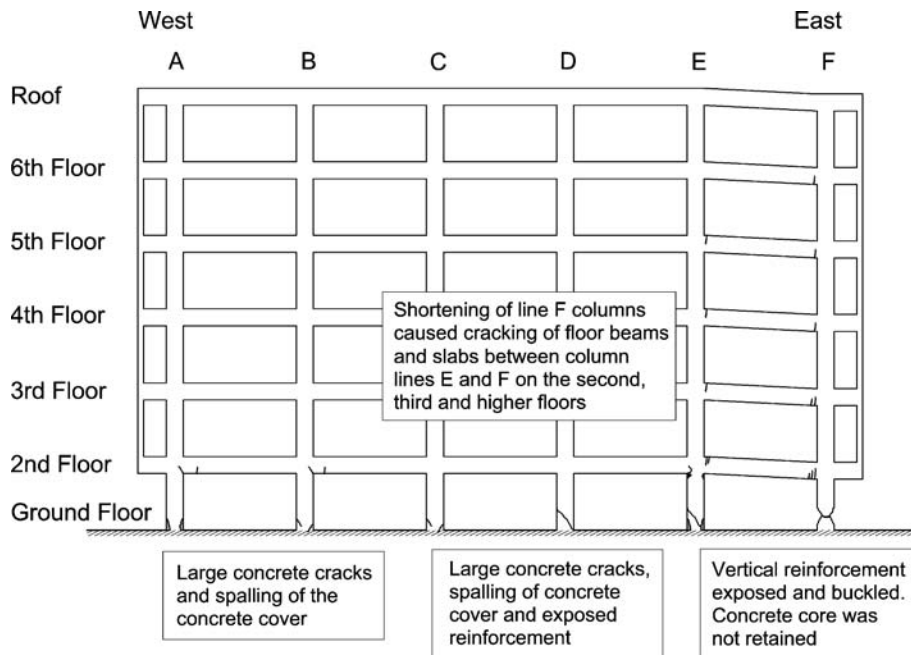 West
East
A B C D E F
Roof
6th Floor
5th Floor
4th Floor
3rd Floor
2nd Floor
Ground Floor
Shortening of line F columns
caused cracking of floor beams
and slabs between column
lines E and F on the second,
third and higher floors
Large concrete cracks
and spalling of the
concrete cover
Large concrete cracks,
spalling of concrete
cover and exposed
reinforcement
Vertical reinforcement
exposed and buckled.
Concrete core was
not retained